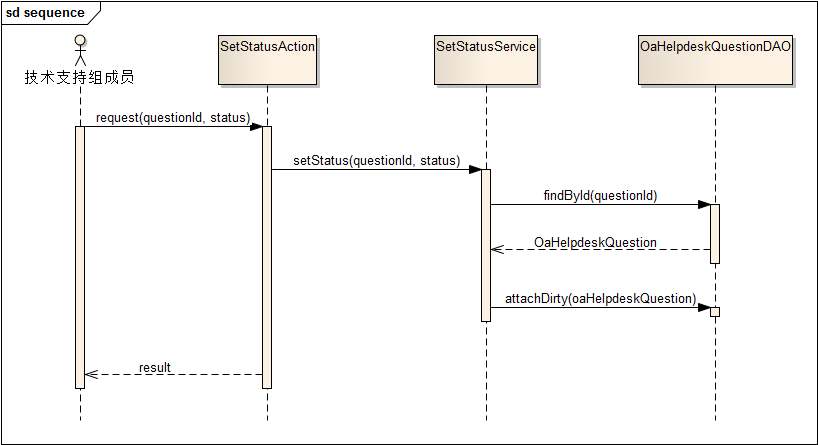 sd sequence
技术支持组成员
SetStatusAction
SetStatusService
OaHelpdeskQuestionDAO
request(questionId, status)
setStatus(questionId, status)
findById(questionId)
OaHelpdeskQuestion
attachDirty(oaHelpdeskQuestion)
result